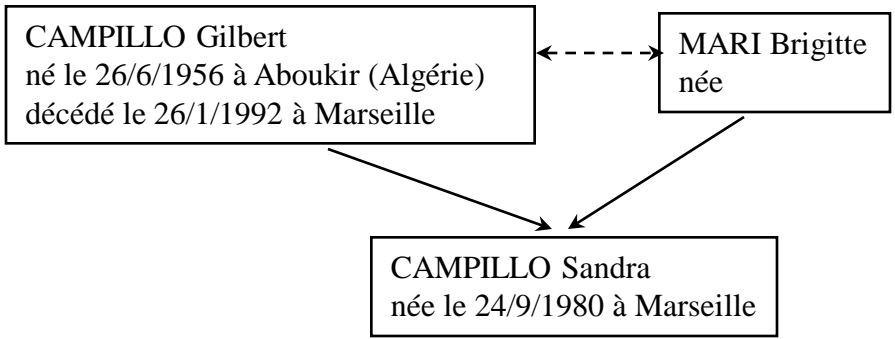 CAMPILLO Gilbert
né le 26/6/1956 à Aboukir (Algérie)
décédé le 26/1/1992 à Marseille
MARI Brigitte
née
CAMPILLO Sandra
née le 24/9/1980 à Marseille